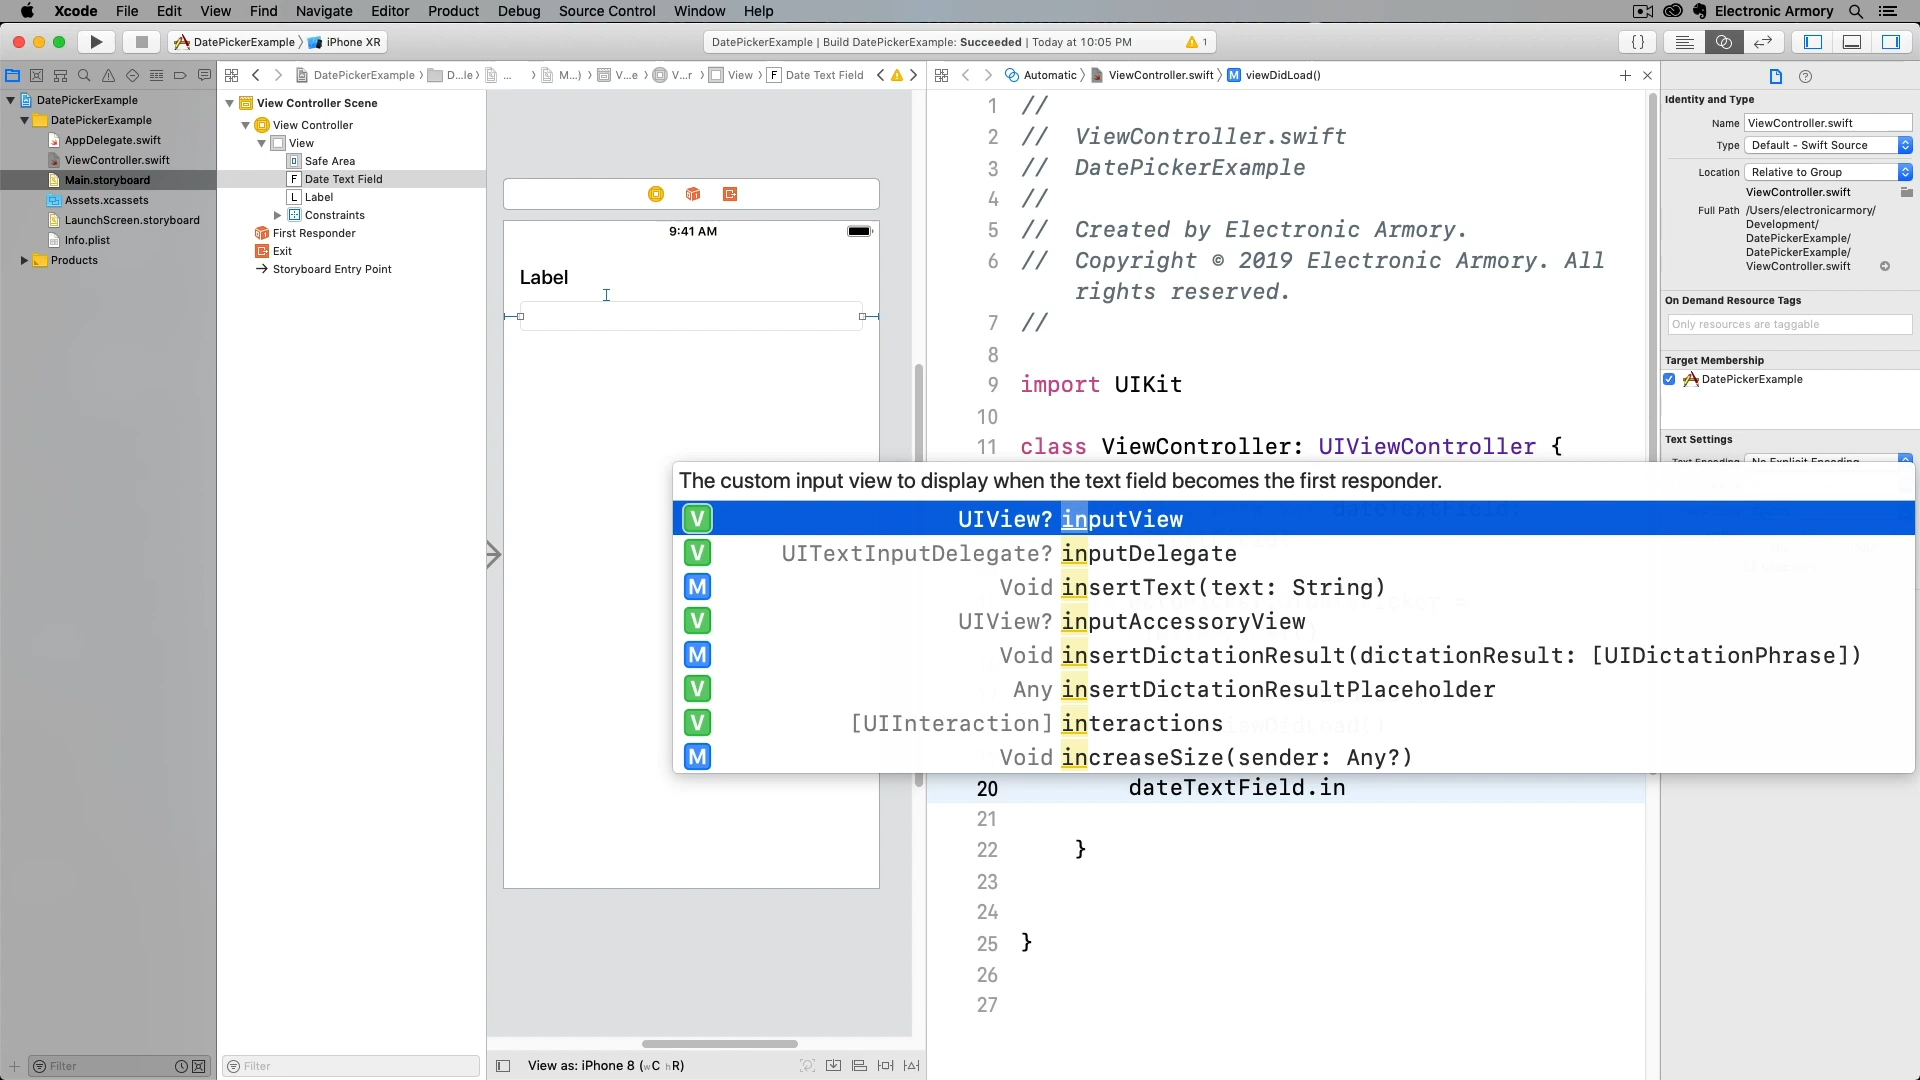 Xcode File Edit View Find Navigate Editor Product Debug Source Control Window Help
Electronic Armory
DatePickerExample iPhone XR
DatePickerExample | Build DatePickerExample: Succeeded | Today at 10:05 PM
1
DatePickerExample
DatePickerExample
AppDelegate.swift
ViewController.swift
Main.storyboard
Assets.xcassets
LaunchScreen.storyboard
Info.plist
Products
Filter
DatePickerExample D...le ... M...) V...e V...r View F Date Text Field
View Controller Scene
View Controller
View
Safe Area
F Date Text Field
L Label
Constraints
First Responder
Exit
Storyboard Entry Point
Filter
9:41 AM
Label
View as: iPhone 8 (wC hR)
Automatic ViewController.swift M viewDidLoad()
1 //
2 //  ViewController.swift
3 //  DatePickerExample
4 //
5 //  Created by Electronic Armory.
6 //  Copyright © 2019 Electronic Armory. All
rights reserved.
7 //
8
9 import UIKit
10
11 class ViewController: UIViewController {
The custom input view to display when the text field becomes the first responder.
V UIView? inputView
V UITextInputDelegate? inputDelegate
M Void insertText(text: String)
V UIView? inputAccessoryView
M Void insertDictationResult(dictationResult: [UIDictationPhrase])
V Any insertDictationResultPlaceholder
V [UIInteraction] interactions
M Void increaseSize(sender: Any?)
20 dateTextField.in
21
22 }
23
24
25 }
26
27
Identity and Type
Name ViewController.swift
Type Default - Swift Source
Location Relative to Group
ViewController.swift
Full Path /Users/electronicarmory/
Development/
DatePickerExample/
DatePickerExample/
ViewController.swift
On Demand Resource Tags
Only resources are taggable
Target Membership
DatePickerExample
Text Settings